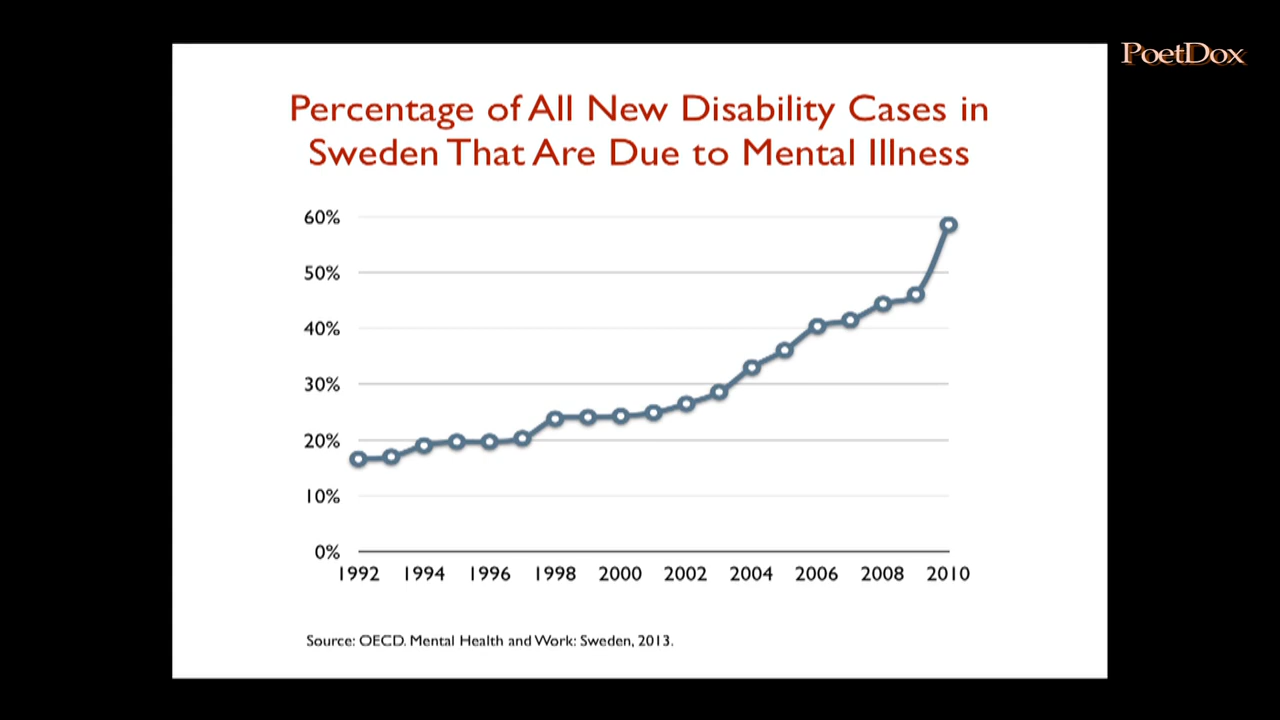 PoetDox
Percentage of All New Disability Cases in
Sweden That Are Due to Mental Illness
60%
50%
40%
30%
20%
10%
0%
1992 1994 1996 1998 2000 2002 2004 2006 2008 2010
Source: OECD. Mental Health and Work: Sweden, 2013.